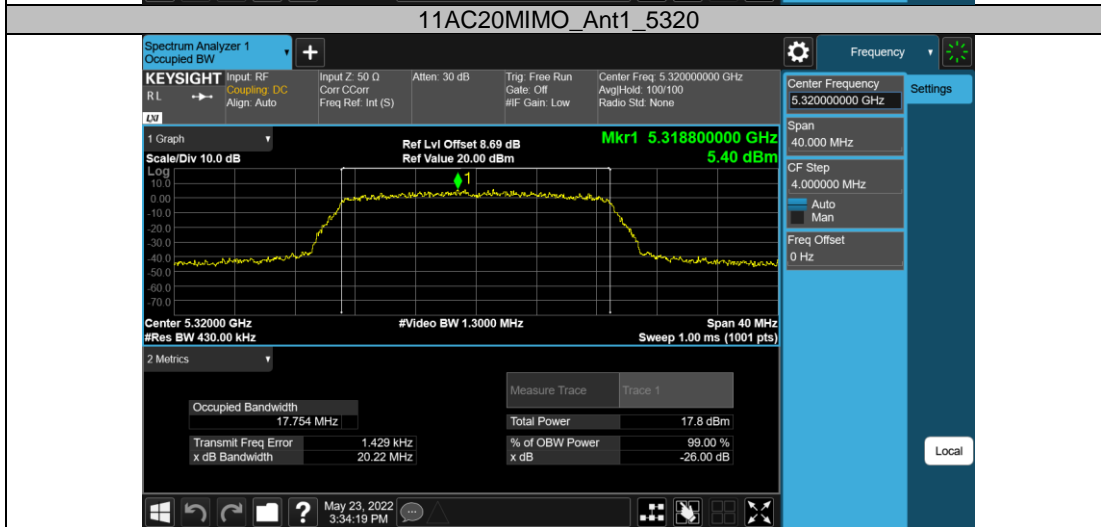 11AC20MIMO_Ant1_5320
Spectrum Analyzer 1
Occupied BW
+
Frequency
KEYSIGHT
Input: RF
Coupling: DC
Align: Auto
R L
LXI
Input Z: 50 Ω
Corr CCorr
Freq Ref: Int (S)
Atten: 30 dB
Trig: Free Run
Gate: Off
#IF Gain: Low
Center Freq: 5.320000000 GHz
Avg|Hold: 100/100
Radio Std: None
Center Frequency
5.320000000 GHz
Settings
Span
40.000 MHz
CF Step
4.000000 MHz
Auto
Man
Freq Offset
0 Hz
1 Graph
Scale/Div 10.0 dB
Ref Lvl Offset 8.69 dB
Ref Value 20.00 dBm
Mkr1 5.318800000 GHz
5.40 dBm
Log
10.0
0.00
-10.0
-20.0
-30.0
-40.0
-50.0
-60.0
-70.0
1
Center 5.32000 GHz
#Video BW 1.3000 MHz
Span 40 MHz
#Res BW 430.00 kHz
Sweep 1.00 ms (1001 pts)
2 Metrics
Measure Trace Trace 1
Occupied Bandwidth
17.754 MHz
Total Power 17.8 dBm
Transmit Freq Error 1.429 kHz
% of OBW Power 99.00 %
x dB Bandwidth 20.22 MHz
x dB -26.00 dB
Local
?
May 23, 2022
3:34:19 PM